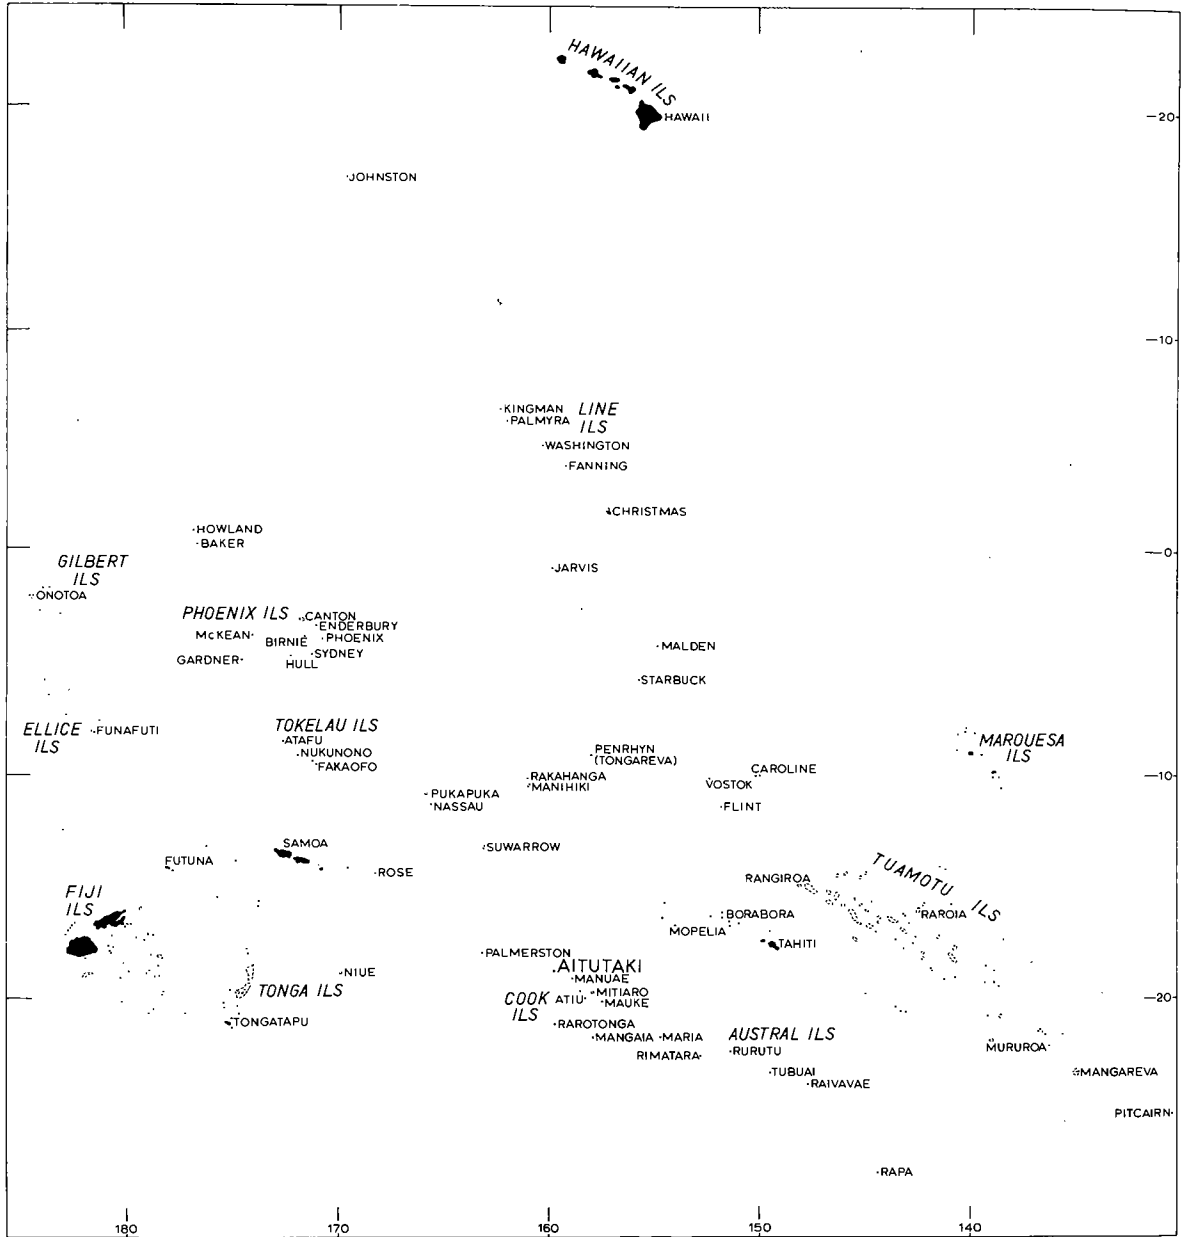 HAWAIIAN ILS
HAWAII
—20—
JOHNSTON
—10—
KINGMAN
LINE
ILS
PALMYRA
WASHINGTON
FANNING
CHRISTMAS
HOWLAND
BAKER
—0—
GILBERT
ILS
ONOTOA
JARVIS
PHOENIX ILS
CANTON
ENDERBURY
McKEAN
BIRNIE
PHOENIX
GARDNER
HULL
SYDNEY
MALDEN
STARBUCK
ELLICE
ILS
FUNAFUTI
TOKELAU ILS
ATAFU
NUKUNONO
FAKAOFO
PENRHYN
(TONGAREVA)
MARQUESA
ILS
RAKAHANGA
MANIHIKI
PUKAPUKA
NASSAU
CAROLINE
VOSTOK
FLINT
—10—
SAMOA
FUTUNA
ROSE
SUWARROW
FIJI
ILS
RANGIROA
TUAMOTU ILS
RAROIA
BORABORA
MOPELIA
TAHITI
PALMERSTON
AITUTAKI
MANUAE
NIUE
TONGA ILS
TONGATAPU
COOK
ILS
ATIU
MITIARO
MAUKE
—20—
RAROTONGA
MANGAIA
MARIA
AUSTRAL ILS
RIMATARA
RURUTU
TUBUAI
RAIVAVAE
MURUROA
MANGAREVA
PITCAIRN
RAPA
180
170
160
150
140